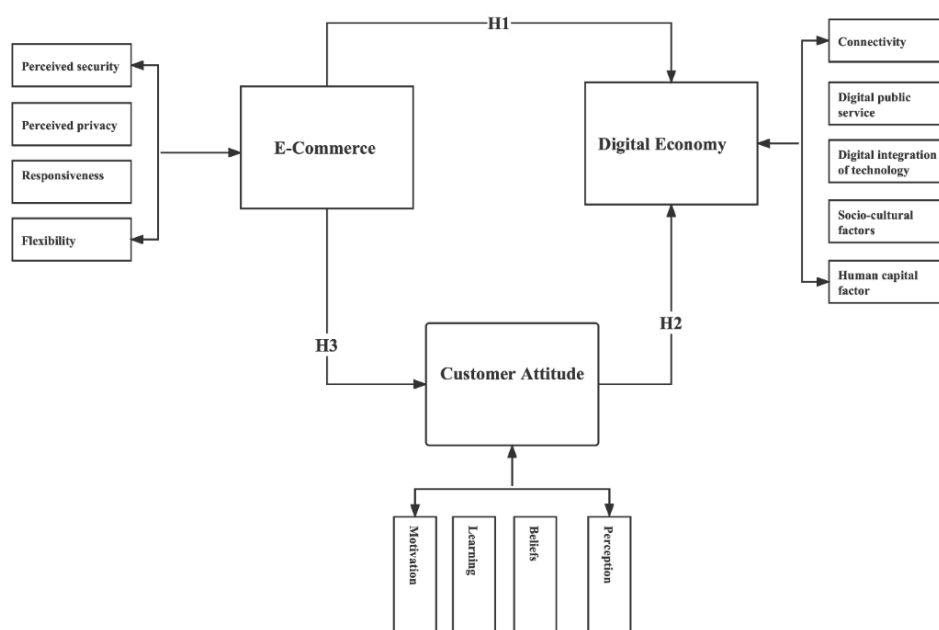 H1
Perceived security
Perceived privacy
Responsiveness
Flexibility
E-Commerce
Digital Economy
Connectivity
Digital public
service
Digital integration
of technology
Socio-cultural
factors
Human capital
factor
H3
H2
Customer Attitude
Motivation
Learning
Beliefs
Perception